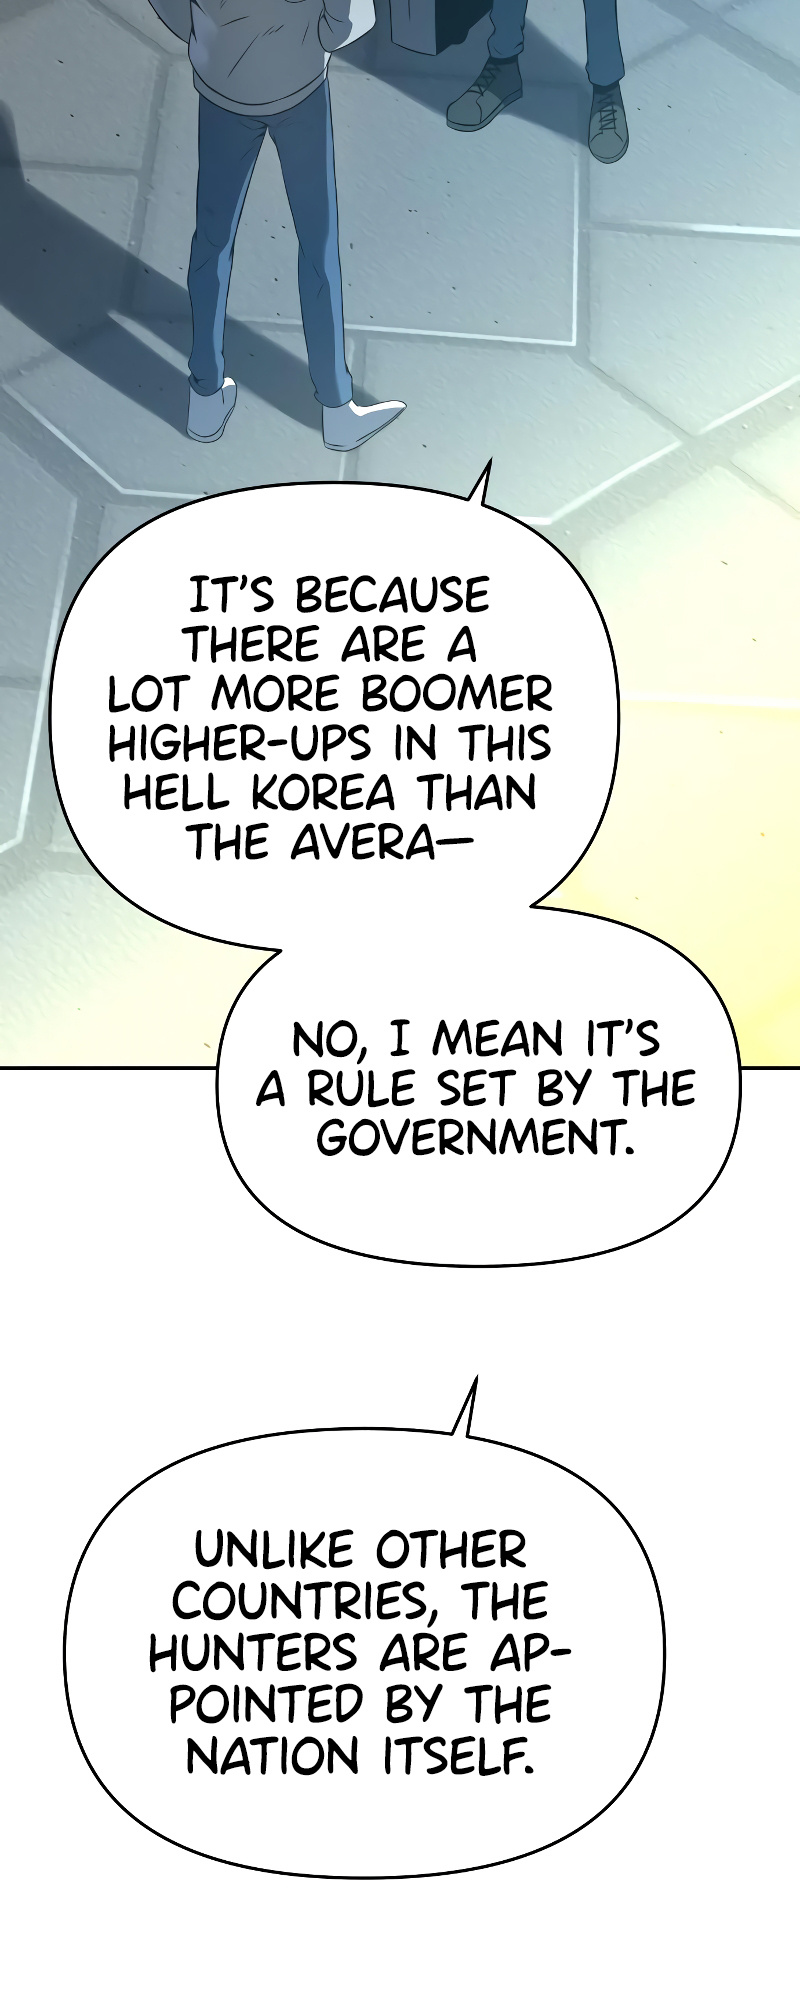 IT'S BECAUSE
THERE ARE A
LOT MORE BOOMER
HIGHER-UPS IN THIS
HELL KOREA THAN
THE AVERA—
NO, I MEAN IT'S
A RULE SET BY THE
GOVERNMENT.
UNLIKE OTHER
COUNTRIES, THE
HUNTERS ARE AP-
POINTED BY THE
NATION ITSELF.